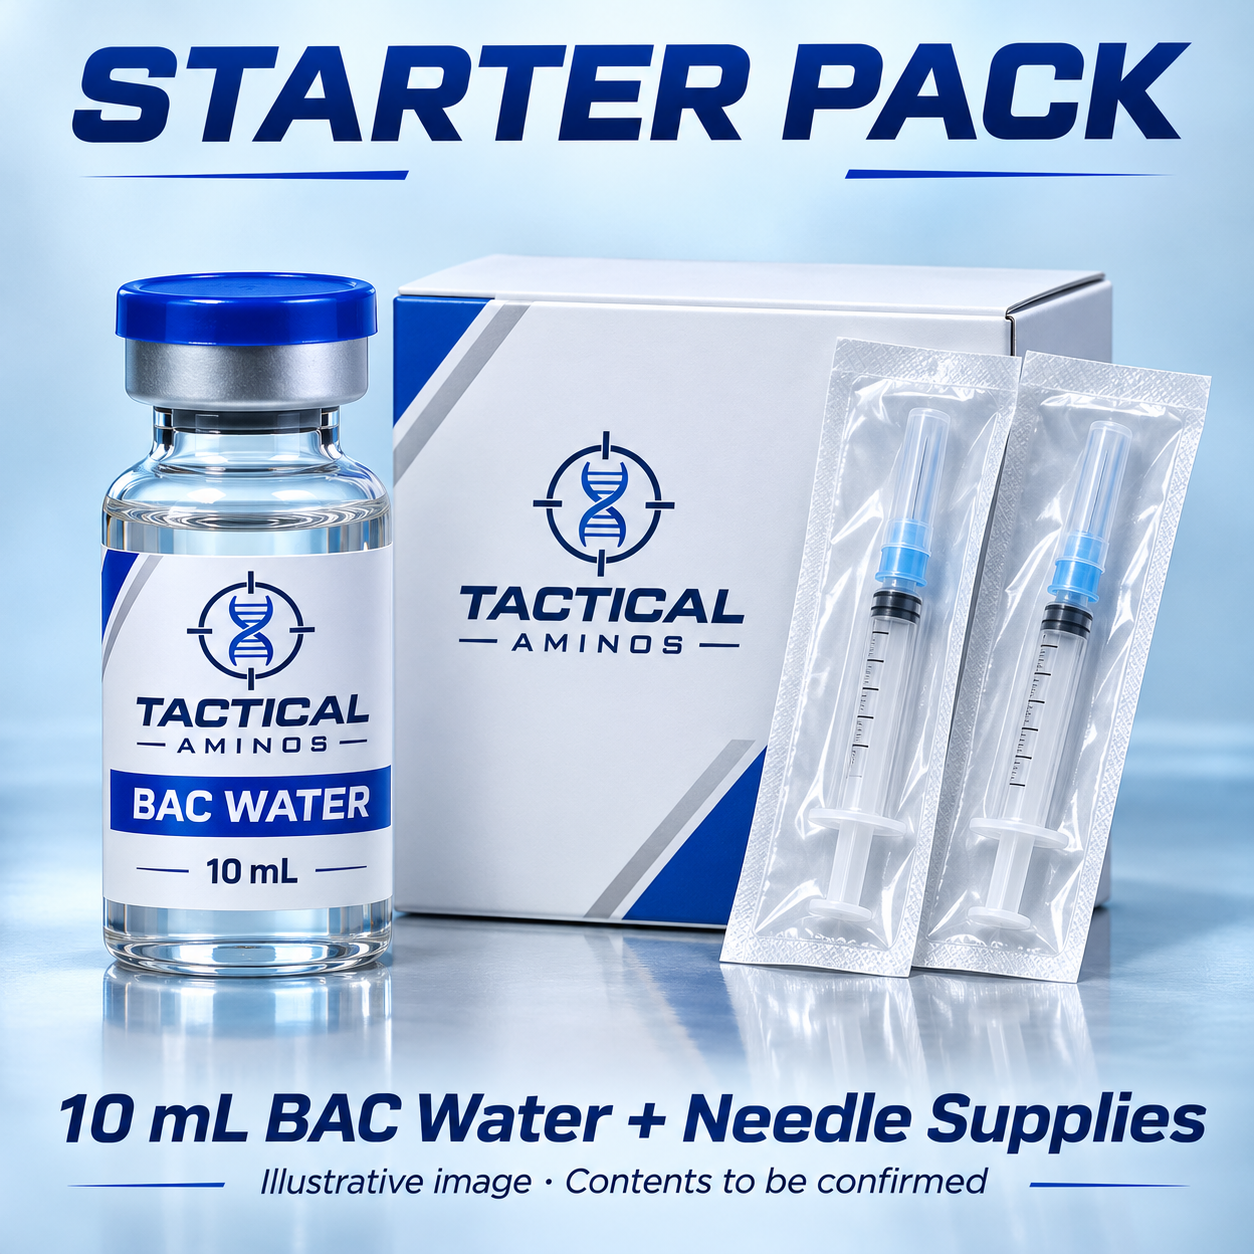 STARTER PACK
TACTICAL
AMINOS
TACTICAL
AMINOS
BAC WATER
10 mL
10 mL BAC Water + Needle Supplies
Illustrative image · Contents to be confirmed